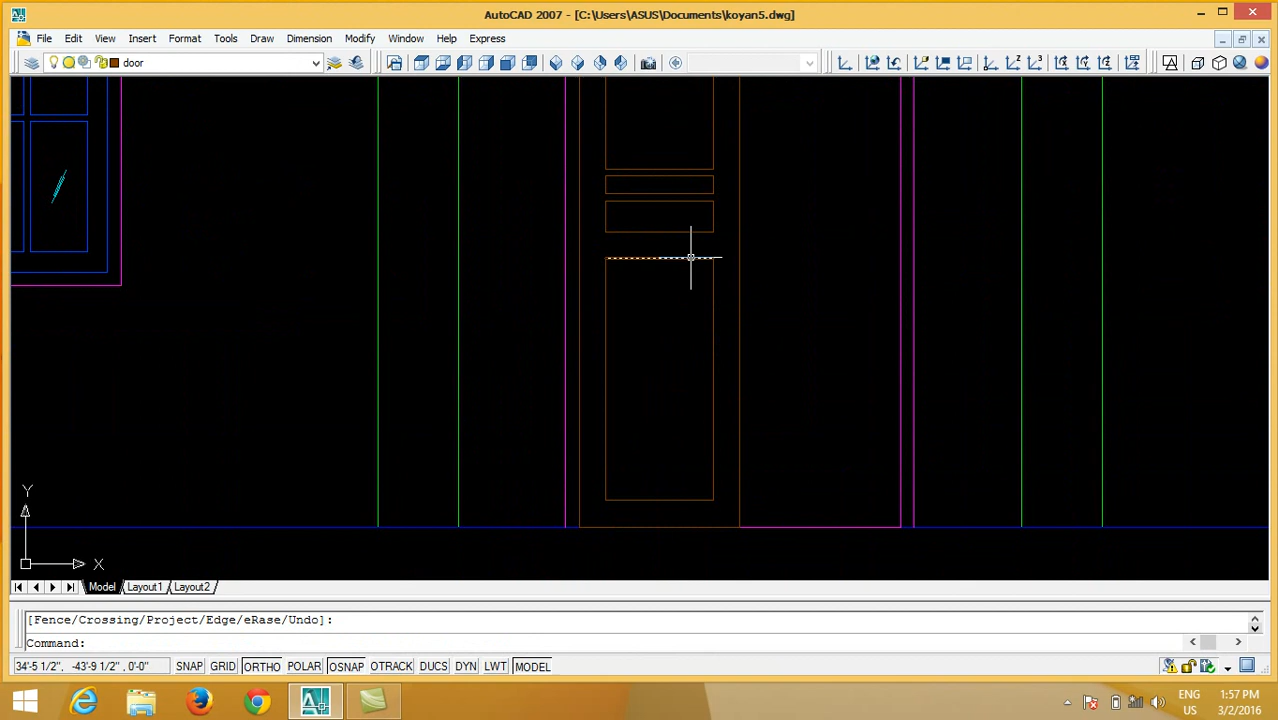 AutoCAD 2007 - [C:\Users\ASUS\Documents\koyan5.dwg]
File Edit View Insert Format Tools Draw Dimension Modify Window Help Express
door
Y
X
Model Layout1 Layout2
[Fence/Crossing/Project/Edge/eRase/Undo]:
Command:
34'-5 1/2", -43'-9 1/2" , 0'-0" SNAP GRID ORTHO POLAR OSNAP OTRACK DUCS DYN LWT MODEL
ENG 1:57 PM
US 3/2/2016